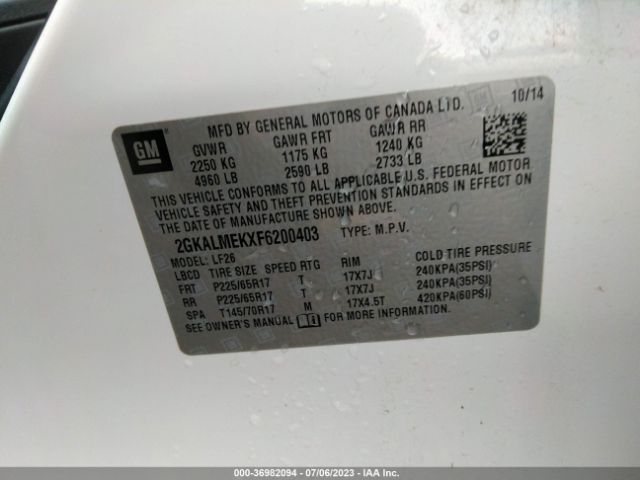 GM
MFD BY GENERAL MOTORS OF CANADA LTD. 10/14
GVWR GAWR FRT GAWR RR
2250 KG 1175 KG 1240 KG
4960 LB 2590 LB 2733 LB
THIS VEHICLE CONFORMS TO ALL APPLICABLE U.S. FEDERAL MOTOR
VEHICLE SAFETY AND THEFT PREVENTION STANDARDS IN EFFECT ON
THE DATE OF MANUFACTURE SHOWN ABOVE.
2GKALMEKXF6200403 TYPE: M.P.V.
MODEL: LF26
LBCD TIRE SIZE SPEED RTG RIM COLD TIRE PRESSURE
FRT P225/65R17 T 17X7J 240KPA(35PSI)
RR P225/65R17 T 17X7J 240KPA(35PSI)
SPA T145/70R17 M 17X4.5T 420KPA(60PSI)
SEE OWNER'S MANUAL FOR MORE INFORMATION.
000-36982094 - 07/06/2023 - IAA Inc.